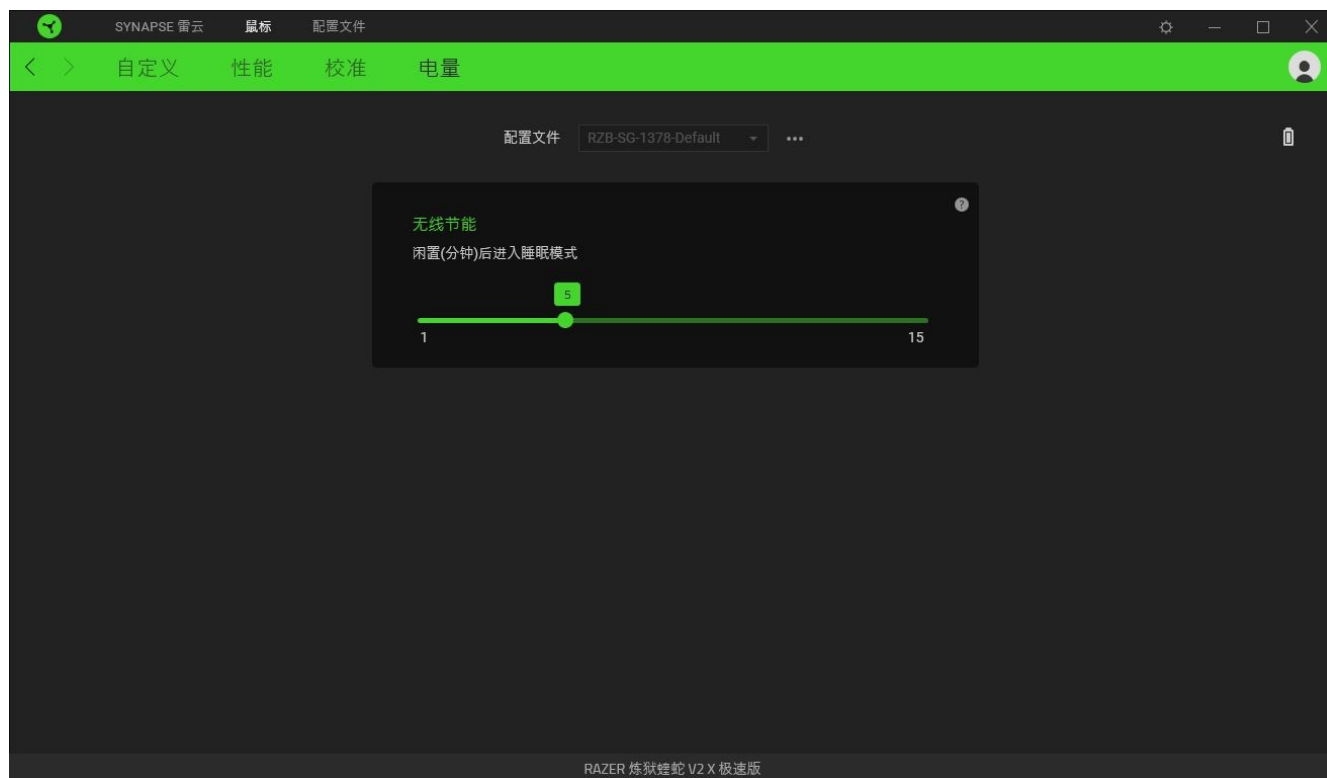 SYNAPSE 雷云 鼠标 配置文件
自定义 性能 校准 电量
配置文件 RZB-SG-1378-Default
无线节能
闲置(分钟)后进入睡眠模式
5
1 15
RAZER 炼狱蝰蛇 V2 X 极速版